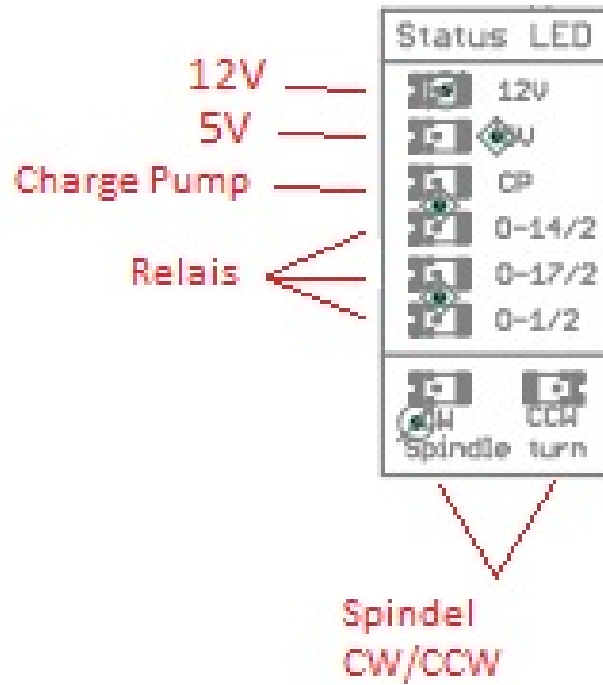 Status LED
12V
12V
5V
Charge Pump
CP
0-14/2
Relais
0-17/2
0-1/2
CCW
Spindle turn
Spindel
CW/CCW